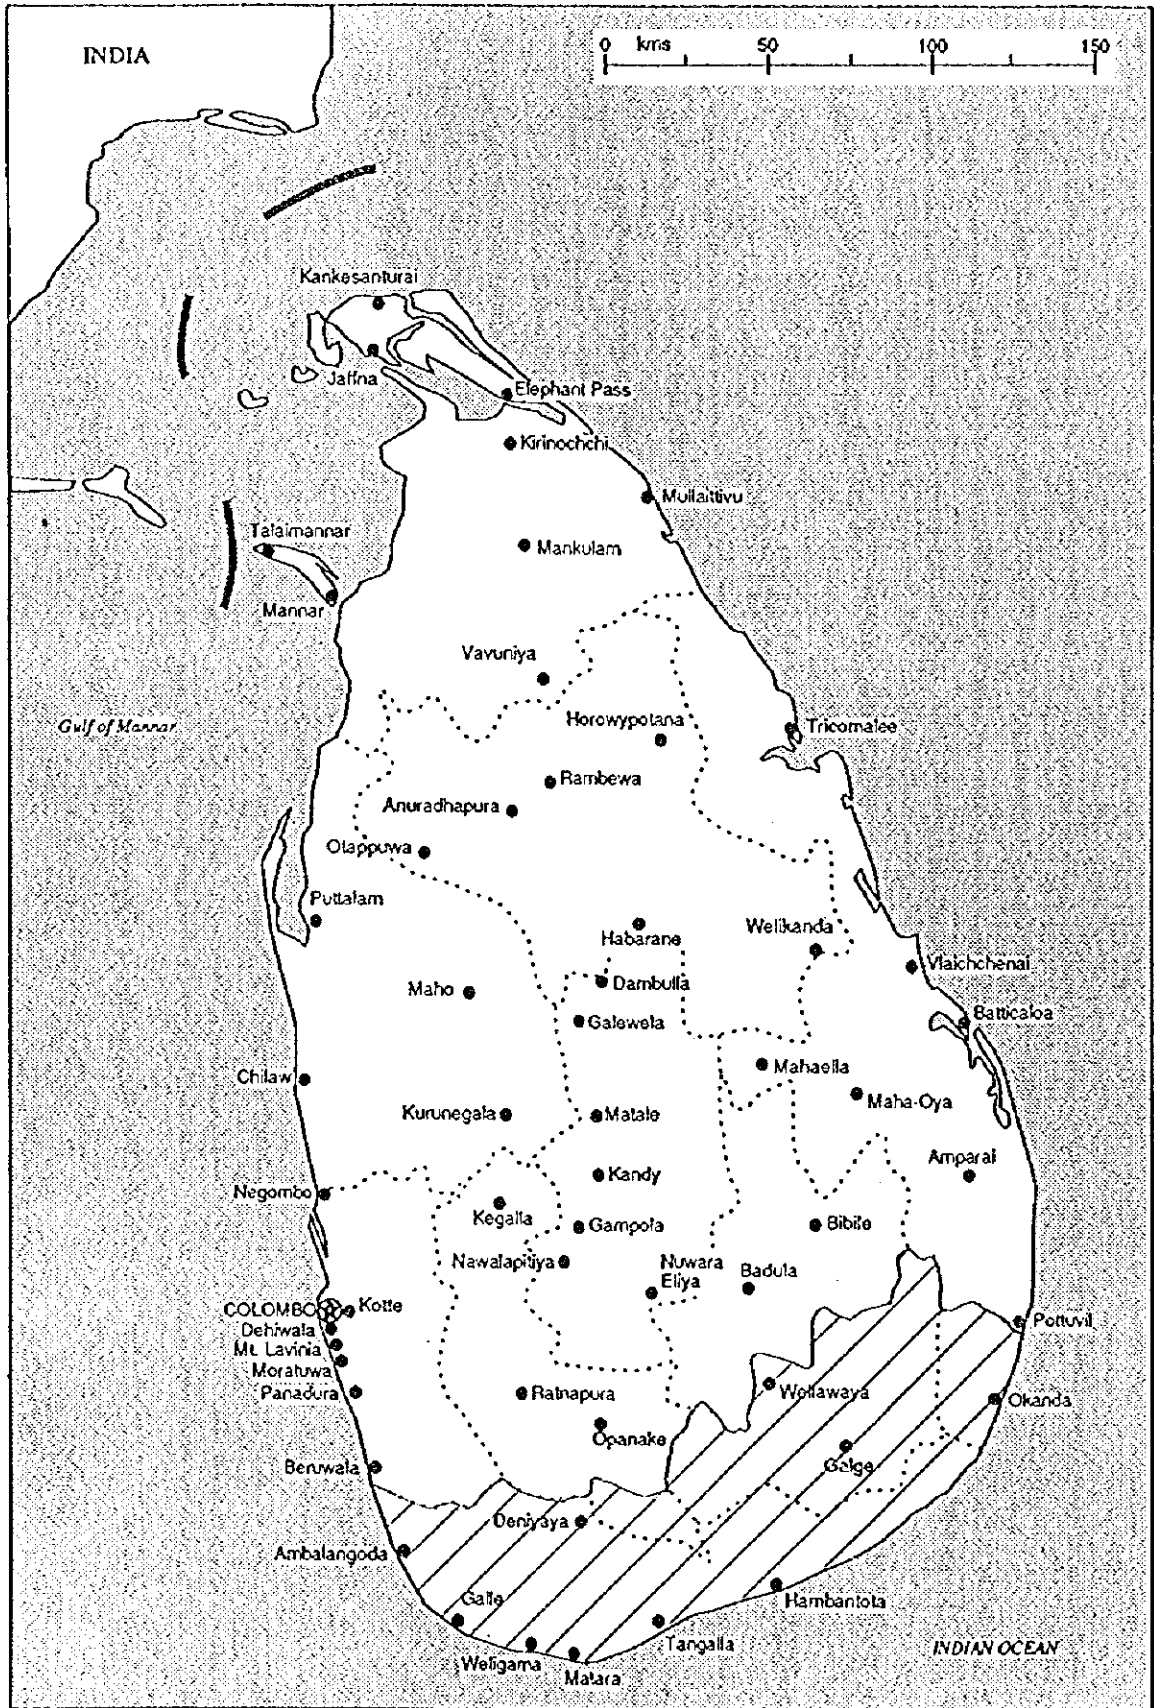 INDIA
0 kms 50 100 150
Kankesanturai
Jaffna
Elephant Pass
Kirinochchi
Mullaittivu
Talaimannar
Mankulam
Mannar
Vavuniya
Gulf of Mannar
Horowypotana
Tricomalee
Rambewa
Anuradhapura
Otappuwa
Puttalam
Habarane
Welikanda
Vlaichchenai
Maho
Dambulla
Galewela
Batticaloa
Chilaw
Mahaella
Maha-Oya
Kurunegala
Matale
Amparai
Kandy
Negombo
Kegalla
Gampola
Bibile
Nawalapitiya
Nuwara
Eliya
Badula
COLOMBO
Kotte
Dehiwala
Mt. Lavinia
Moratuwa
Panadura
Pottuvil
Ratnapura
Wollawaya
Okanda
Opanake
Galge
Beruwala
Deniyaya
Ambalangoda
Galle
Hambantota
Tangalla
Weligama
Matara
INDIAN OCEAN